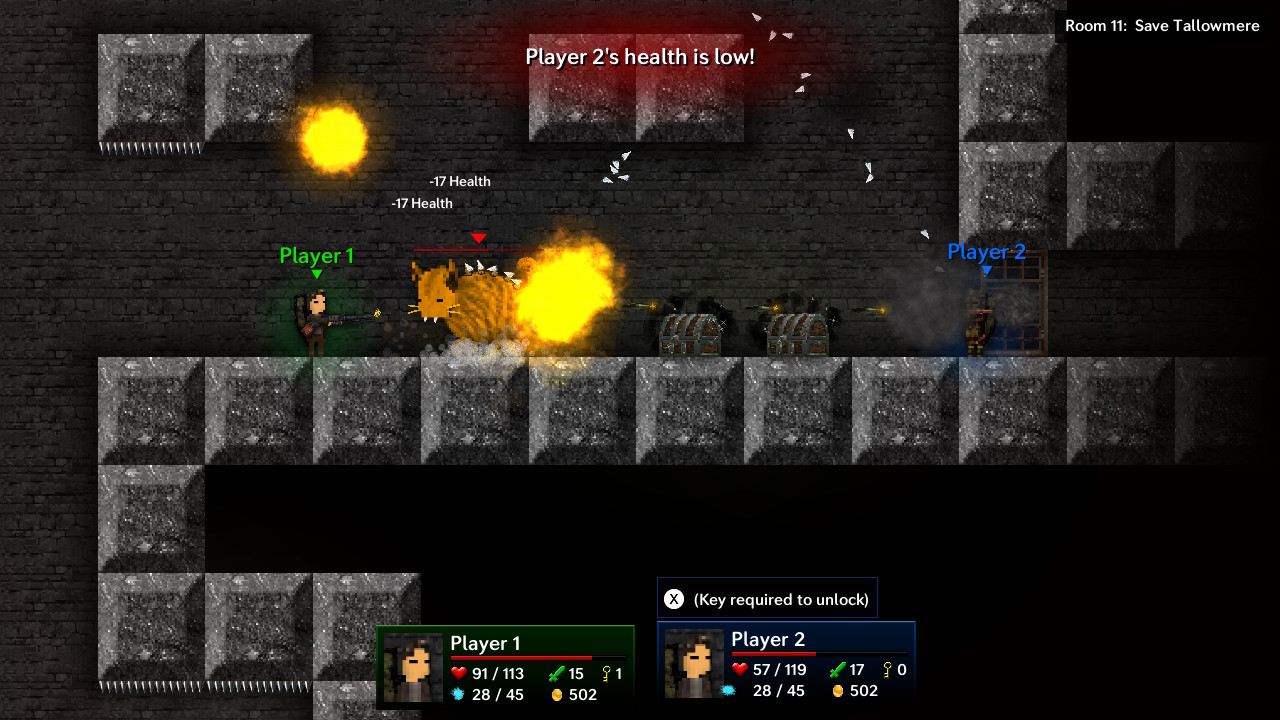 Room 11: Save Tallowmere
Player 2's health is low!
-17 Health
-17 Health
Player 1
Player 2
X (Key required to unlock)
Player 1
91 / 113 15 1
28 / 45 502
Player 2
57 / 119 17 0
28 / 45 502